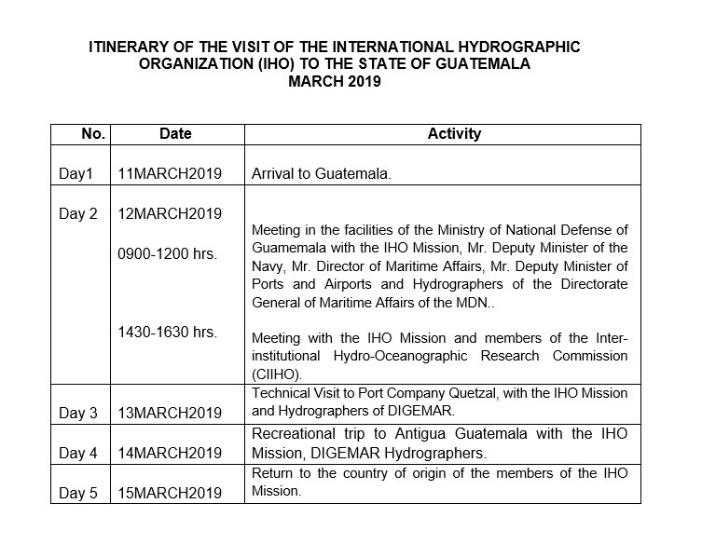 ITINERARY OF THE VISIT OF THE INTERNATIONAL HYDROGRAPHIC
ORGANIZATION (IHO) TO THE STATE OF GUATEMALA
MARCH 2019
No. Date Activity
Day1 11MARCH2019 Arrival to Guatemala.
Day 2 12MARCH2019
0900-1200 hrs.
Meeting in the facilities of the Ministry of National Defense of
Guamemala with the IHO Mission, Mr. Deputy Minister of the
Navy, Mr. Director of Maritime Affairs, Mr. Deputy Minister of
Ports and Airports and Hydrographers of the Directorate
General of Maritime Affairs of the MDN..
1430-1630 hrs.
Meeting with the IHO Mission and members of the Inter-
institutional Hydro-Oceanographic Research Commission
(CIIHO).
Day 3 13MARCH2019
Technical Visit to Port Company Quetzal, with the IHO Mission
and Hydrographers of DIGEMAR.
Day 4 14MARCH2019
Recreational trip to Antigua Guatemala with the IHO
Mission, DIGEMAR Hydrographers.
Day 5 15MARCH2019
Return to the country of origin of the members of the IHO
Mission.